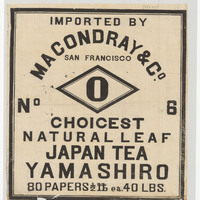 IMPORTED BY
MACONDRAY & Co
SAN FRANCISCO
O
No 6
CHOICEST
NATURAL LEAF
JAPAN TEA
YAMASHIRO
80 PAPERS ½ lb ea. 40 LBS.